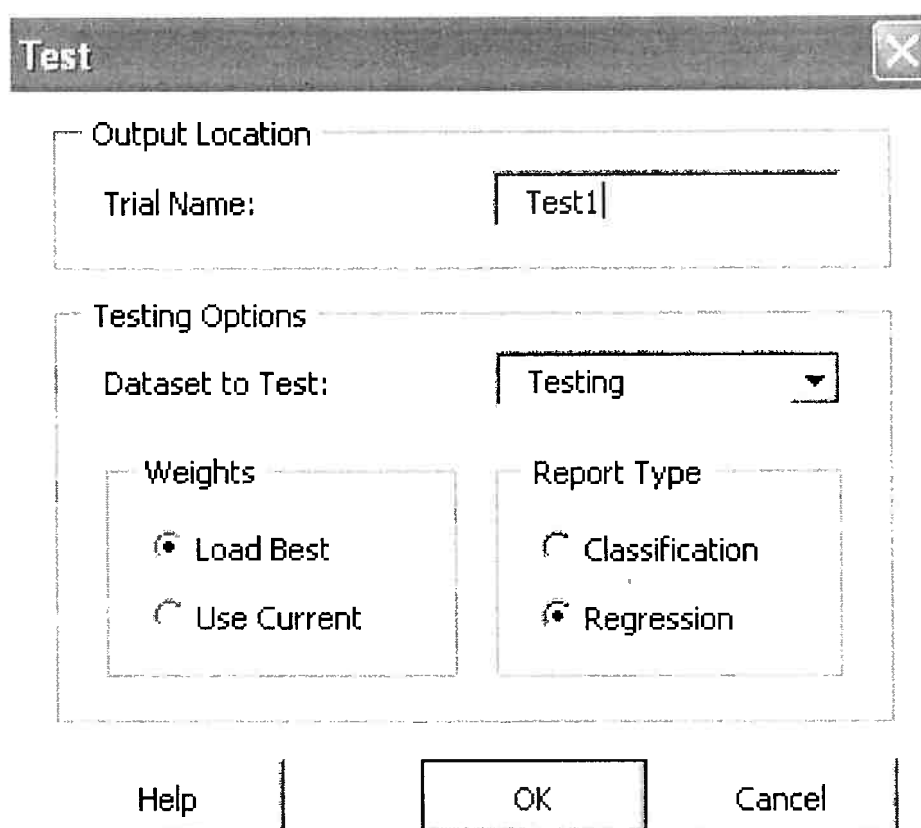 Test
Output Location
Trial Name: Test1
Testing Options
Dataset to Test: Testing
Weights
Report Type
Load Best
Classification
Use Current
Regression
Help OK Cancel